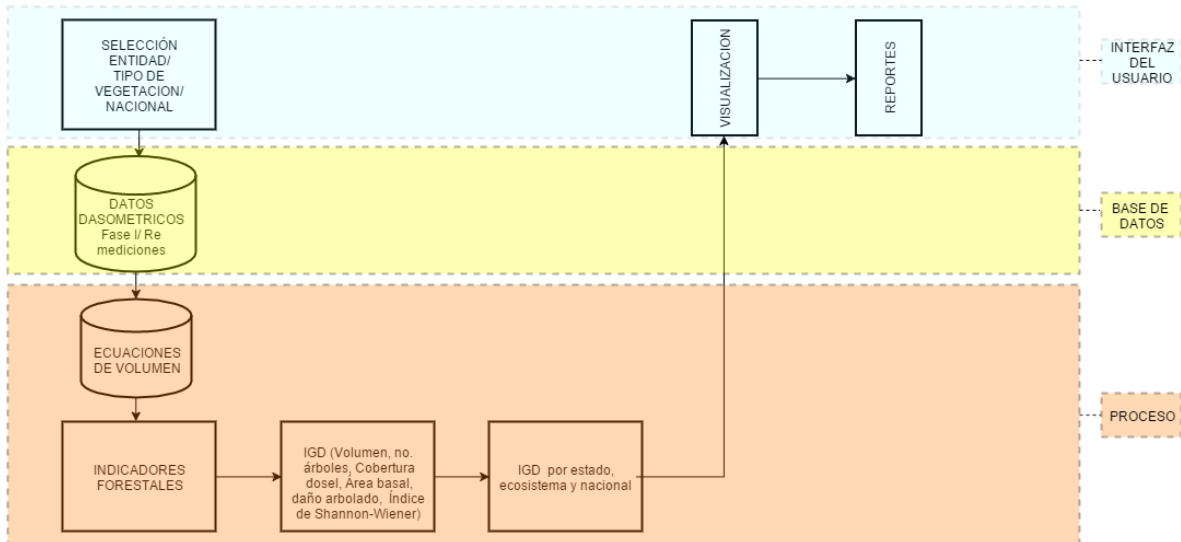 SELECCIÓN
ENTIDAD/
TIPO DE
VEGETACION/
NACIONAL
VISUALIZACION
REPORTES
INTERFAZ
DEL
USUARIO
DATOS
DASOMETRICOS
Fase I/ Re
mediciones
BASE DE
DATOS
ECUACIONES
DE VOLUMEN
PROCESO
INDICADORES
FORESTALES
IGD (Volumen, no.
árboles, Cobertura
dosel, Área basal,
daño arbolado, Índice
de Shannon-Wiener)
IGD por estado,
ecosistema y nacional